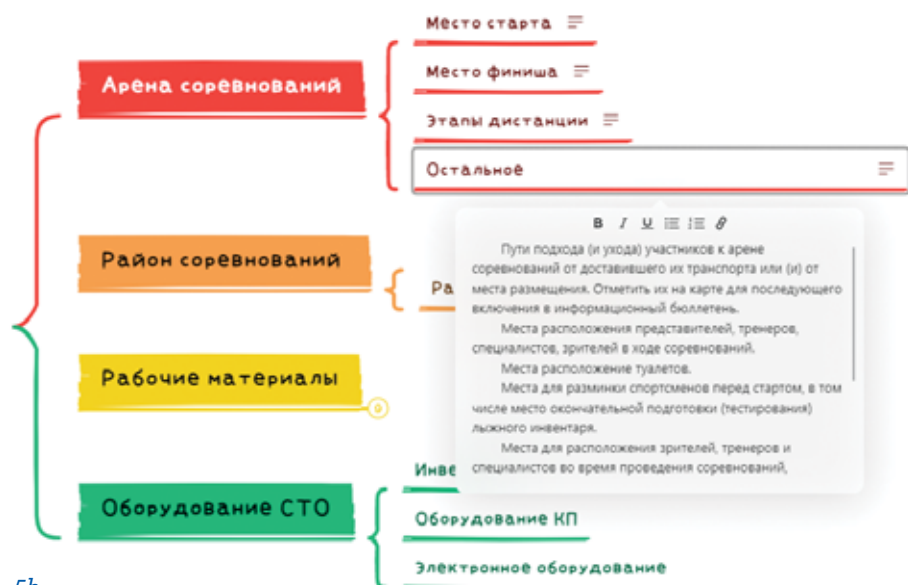 Место старта
Арена соревнований
Место финиша
Этапы дистанции
Остальное
B I U
Пути подхода (и ухода) участников к арене
соревнований от доставившего их транспорта или (и) от
места размещения. Отметить их на карте для последующего
включения в информационный бюллетень.
Места расположения представителей, тренеров,
специалистов, зрителей в ходе соревнований.
Места расположение туалетов.
Места для разминки спортсменов перед стартом, в том
числе место окончательной подготовки (тестирования)
лыжного инвентаря.
Места для расположения зрителей, тренеров и
специалистов во время проведения соревнований,
Район соревнований
Ра
Рабочие материалы
Инве
Оборудование СТО
Оборудование КП
Электронное оборудование
5b